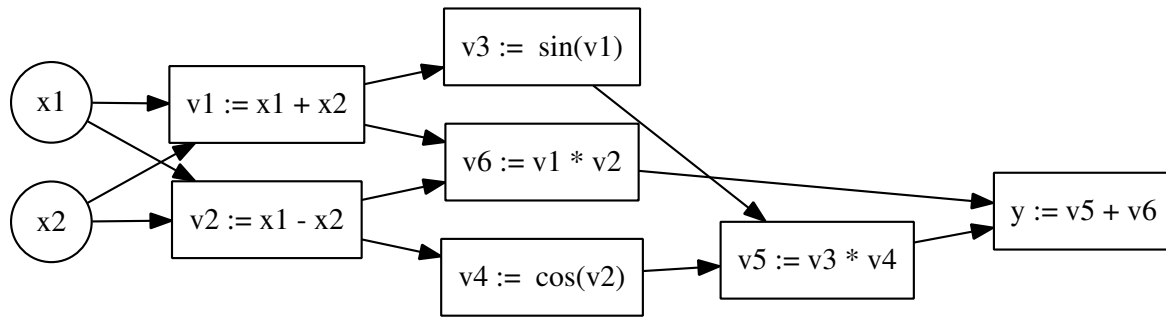 x1
x2
v1 := x1 + x2
v2 := x1 - x2
v3 := sin(v1)
v6 := v1 * v2
v4 := cos(v2)
v5 := v3 * v4
y := v5 + v6